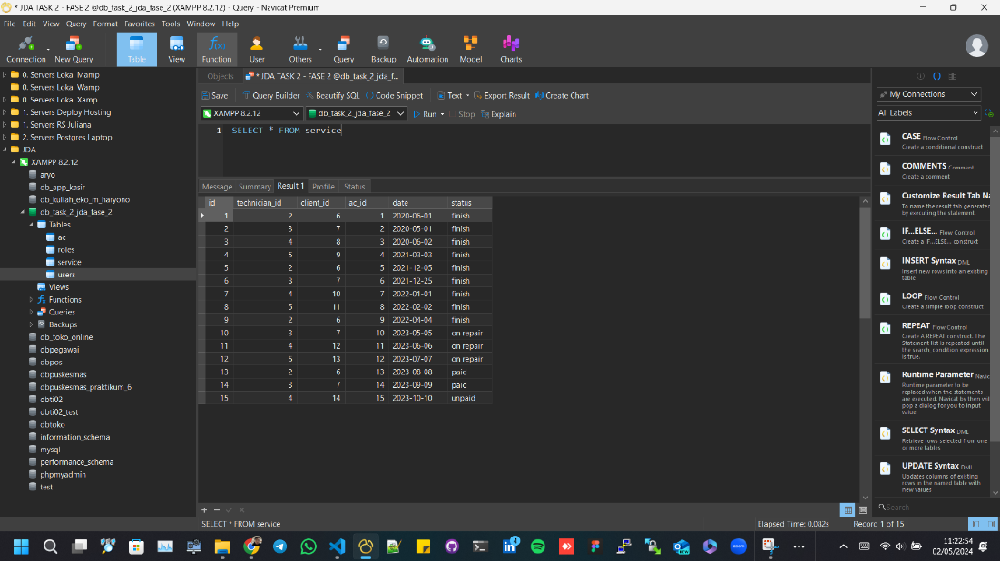 * JDA TASK 2 - FASE 2 @db_task_2_jda_fase_2 (XAMPP 8.2.12) - Query - Navicat Premium
File Edit View Query Format Favorites Tools Window Help
Connection New Query Table View Function User Others Query Backup Automation Model Charts
0. Servers Lokal Mamp
0. Servers Lokal Wamp
0. Servers Lokal Xamp
1. Servers Deploy Hosting
1. Servers RS Juliana
2. Servers Postgres Laptop
JDA
XAMPP 8.2.12
aryo
db_app_kasir
db_kuliah_eko_m_haryono
db_task_2_jda_fase_2
Tables
ac
roles
service
users
Views
Functions
Queries
Backups
db_toko_online
dbpegawai
dbpos
dbpuskesmas
dbpuskesmas_praktikum_6
dbti02
dbti02_test
dbtoko
information_schema
mysql
performance_schema
phpmyadmin
test
Objects * JDA TASK 2 - FASE 2 @db_task_2_jda_f...
Save Query Builder Beautify SQL Code Snippet Text Export Result Create Chart
XAMPP 8.2.12 db_task_2_jda_fase_2 Run Stop Explain
1 SELECT * FROM service
Message Summary Result 1 Profile Status
id technician_id client_id ac_id date status
1 2 6 1 2020-06-01 finish
2 3 7 2 2020-05-01 finish
3 4 8 3 2020-06-02 finish
4 5 9 4 2021-03-03 finish
5 2 6 5 2021-12-05 finish
6 3 7 6 2021-12-25 finish
7 4 10 7 2022-01-01 finish
8 5 11 8 2022-02-02 finish
9 2 6 9 2022-04-04 finish
10 3 7 10 2023-05-05 on repair
11 4 12 11 2023-06-06 on repair
12 5 13 12 2023-07-07 on repair
13 2 6 13 2023-08-08 paid
14 3 7 14 2023-09-09 paid
15 4 14 15 2023-10-10 unpaid
My Connections
All Labels
CASE Flow Control
Create a conditional construct
COMMENTS Comment
Create a comment
Customize Result Tab Na
To name the result tab generated
by executing the statement.
IF...ELSE... Flow Control
Create a IF...ELSE... construct
INSERT Syntax DML
Insert new rows into an existing
table
LOOP Flow Control
Create a simple loop construct
REPEAT Flow Control
Create A REPEAT construct. The
Statement list is repeated until
the search_condition expression
is true.
Runtime Parameter Navic
Runtime parameter to be
replaced when the statements
are executed. Navicat by then will
pop a dialog for you to input
value.
SELECT Syntax DML
Retrieve rows selected from one
or more tables
UPDATE Syntax DML
Updates columns of existing
rows in the named table with
new values
Search
SELECT * FROM service Elapsed Time: 0.082s Record 1 of 15
4
zoom
11:22:54
02/05/2024